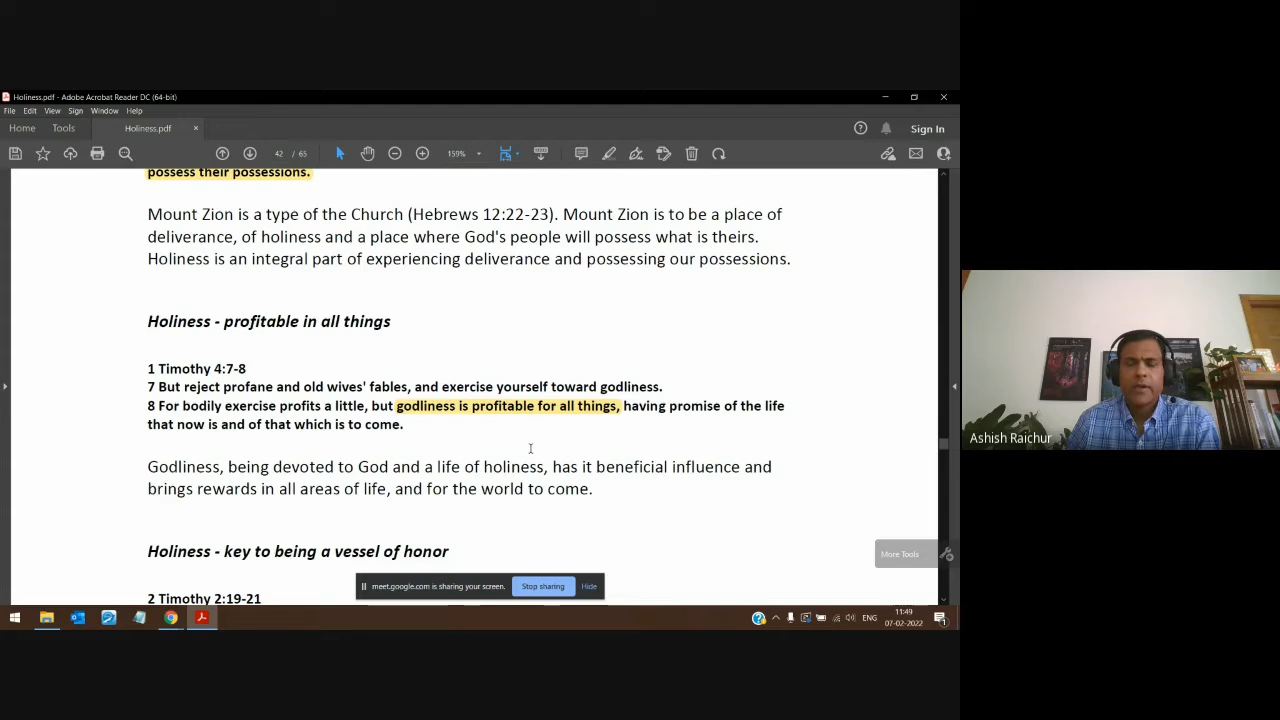 Holiness.pdf - Adobe Acrobat Reader DC (64-bit)
File Edit View Sign Window Help
Home Tools Holiness.pdf × Sign In
42 / 65 159%
possess their possessions.
Mount Zion is a type of the Church (Hebrews 12:22-23). Mount Zion is to be a place of
deliverance, of holiness and a place where God's people will possess what is theirs.
Holiness is an integral part of experiencing deliverance and possessing our possessions.
Holiness - profitable in all things
1 Timothy 4:7-8
7 But reject profane and old wives' fables, and exercise yourself toward godliness.
8 For bodily exercise profits a little, but godliness is profitable for all things, having promise of the life
that now is and of that which is to come.
Godliness, being devoted to God and a life of holiness, has it beneficial influence and
brings rewards in all areas of life, and for the world to come.
Holiness - key to being a vessel of honor
More Tools
meet.google.com is sharing your screen. Stop sharing Hide
2 Timothy 2:19-21
ENG
11:49
07-02-2022
Ashish Raichur